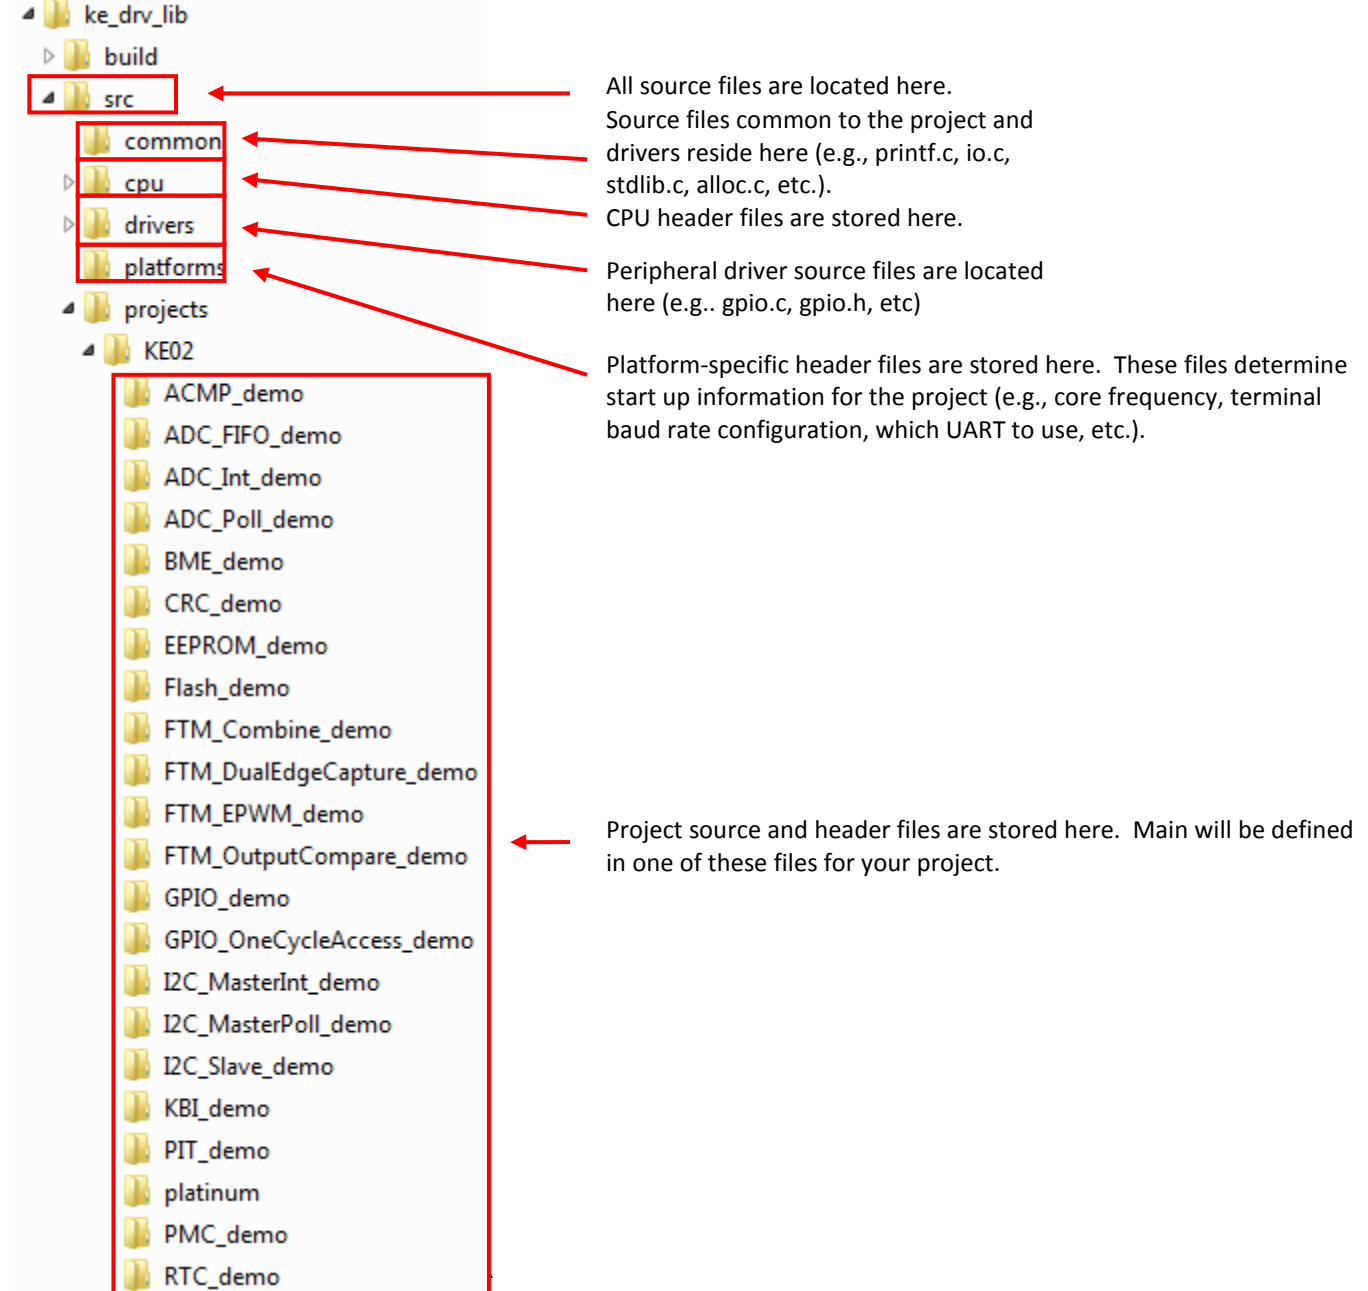 ke_drv_lib
build
src
common
cpu
drivers
platforms
projects
KE02
ACMP_demo
ADC_FIFO_demo
ADC_Int_demo
ADC_Poll_demo
BME_demo
CRC_demo
EEPROM_demo
Flash_demo
FTM_Combine_demo
FTM_DualEdgeCapture_demo
FTM_EPWM_demo
FTM_OutputCompare_demo
GPIO_demo
GPIO_OneCycleAccess_demo
I2C_MasterInt_demo
I2C_MasterPoll_demo
I2C_Slave_demo
KBI_demo
PIT_demo
platinum
PMC_demo
RTC_demo
All source files are located here.
Source files common to the project and
drivers reside here (e.g., printf.c, io.c,
stdlib.c, alloc.c, etc.).
CPU header files are stored here.
Peripheral driver source files are located
here (e.g.. gpio.c, gpio.h, etc)
Platform-specific header files are stored here.  These files determine
start up information for the project (e.g., core frequency, terminal
baud rate configuration, which UART to use, etc.).
Project source and header files are stored here.  Main will be defined
in one of these files for your project.